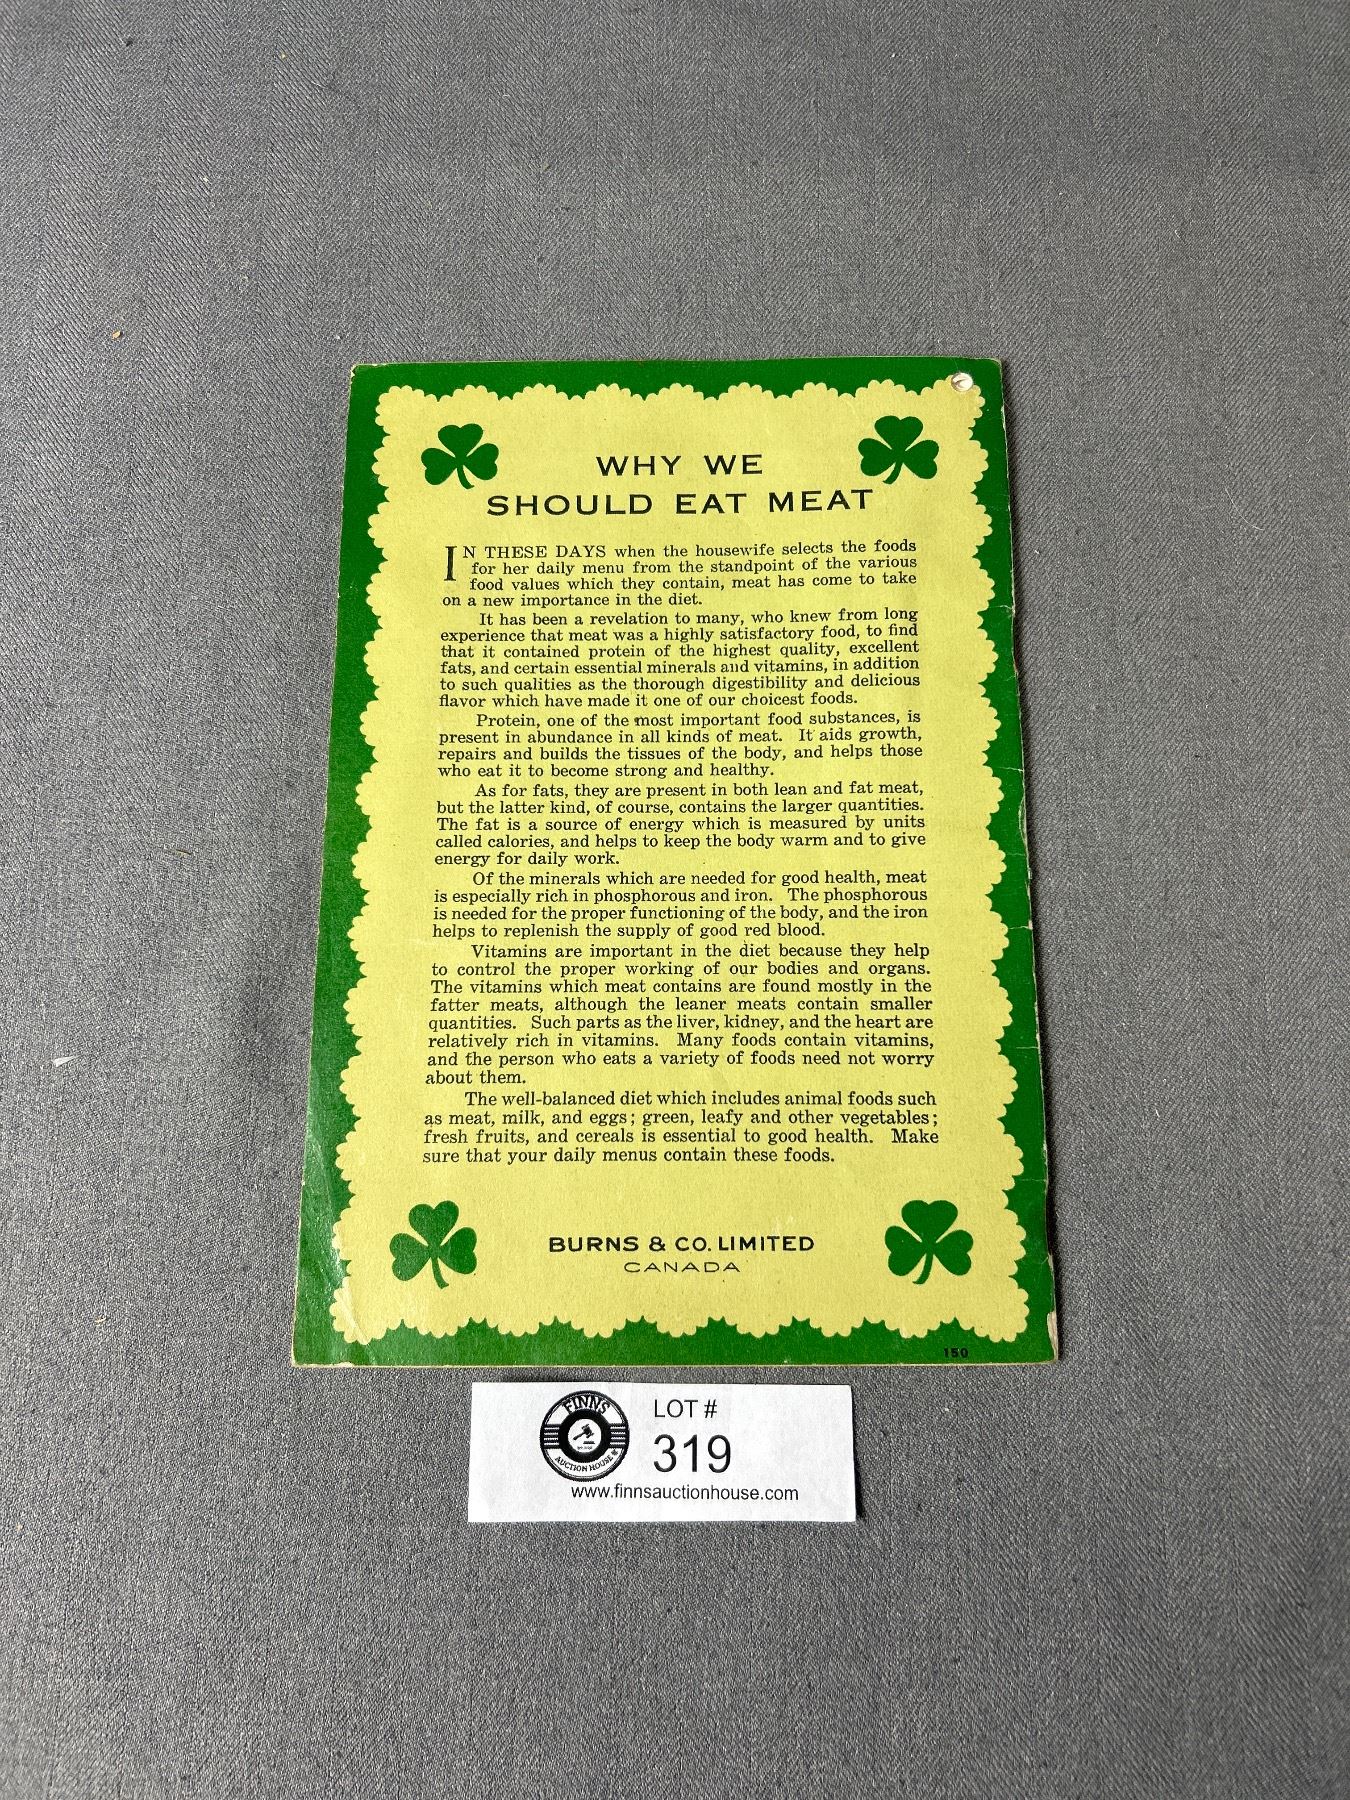 WHY WE
SHOULD EAT MEAT
IN THESE DAYS when the housewife selects the foods
for her daily menu from the standpoint of the various
food values which they contain, meat has come to take
on a new importance in the diet.
It has been a revelation to many, who knew from long
experience that meat was a highly satisfactory food, to find
that it contained protein of the highest quality, excellent
fats, and certain essential minerals and vitamins, in addition
to such qualities as the thorough digestibility and delicious
flavor which have made it one of our choicest foods.
Protein, one of the most important food substances, is
present in abundance in all kinds of meat. It aids growth,
repairs and builds the tissues of the body, and helps those
who eat it to become strong and healthy.
As for fats, they are present in both lean and fat meat,
but the latter kind, of course, contains the larger quantities.
The fat is a source of energy which is measured by units
called calories, and helps to keep the body warm and to give
energy for daily work.
Of the minerals which are needed for good health, meat
is especially rich in phosphorous and iron. The phosphorous
is needed for the proper functioning of the body, and the iron
helps to replenish the supply of good red blood.
Vitamins are important in the diet because they help
to control the proper working of our bodies and organs.
The vitamins which meat contains are found mostly in the
fatter meats, although the leaner meats contain smaller
quantities. Such parts as the liver, kidney, and the heart are
relatively rich in vitamins. Many foods contain vitamins,
and the person who eats a variety of foods need not worry
about them.
The well-balanced diet which includes animal foods such
as meat, milk, and eggs; green, leafy and other vegetables;
fresh fruits, and cereals is essential to good health. Make
sure that your daily menus contain these foods.
BURNS & CO. LIMITED
CANADA
150
FINNS
AUCTION HOUSE
LOT #
319
www.finnsauctionhouse.com